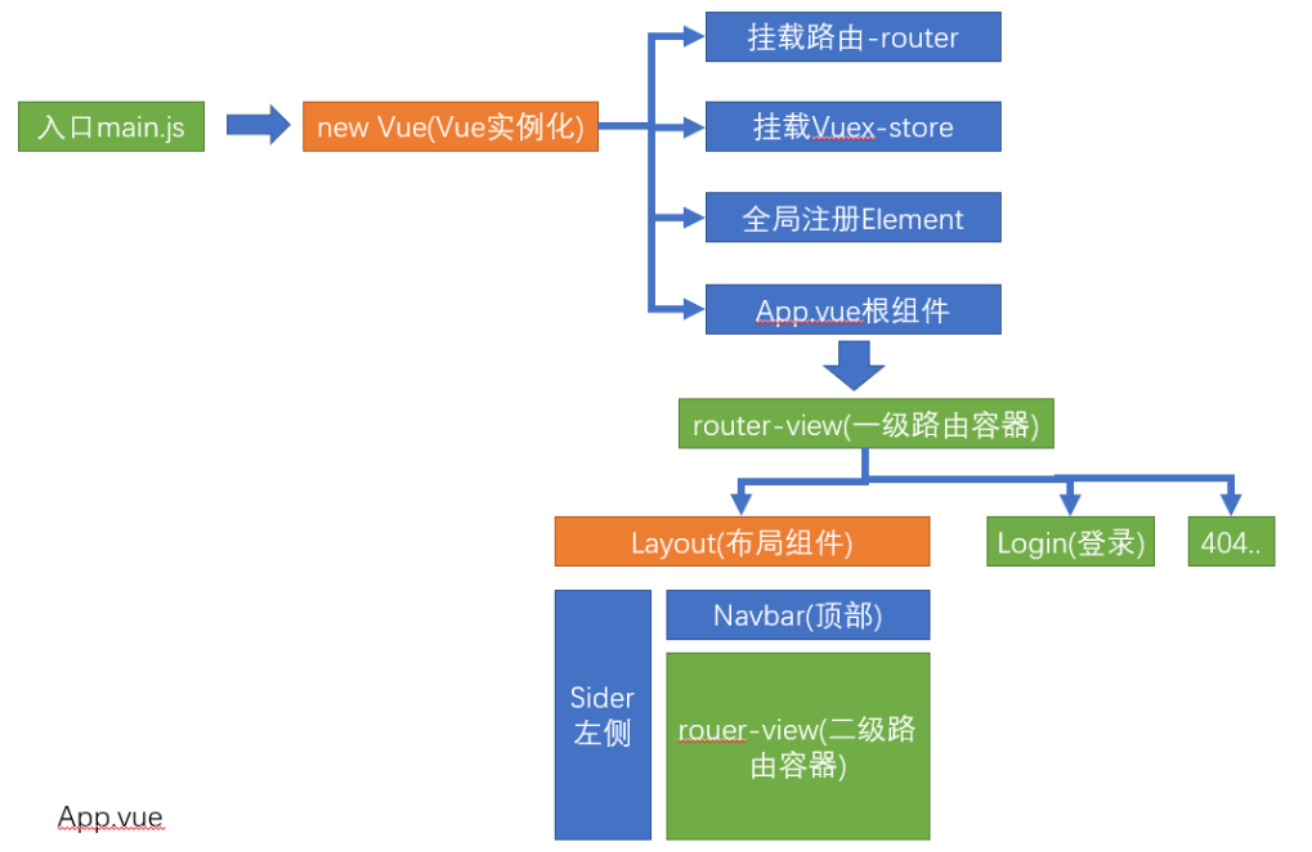 挂载路由-router
入口main.js
new Vue(Vue实例化)
挂载Vuex-store
全局注册Element
App.vue根组件
router-view(一级路由容器)
Layout(布局组件)
Login(登录)
404..
Navbar(顶部)
Sider
左侧
rouer-view(二级路
由容器)
App.vue